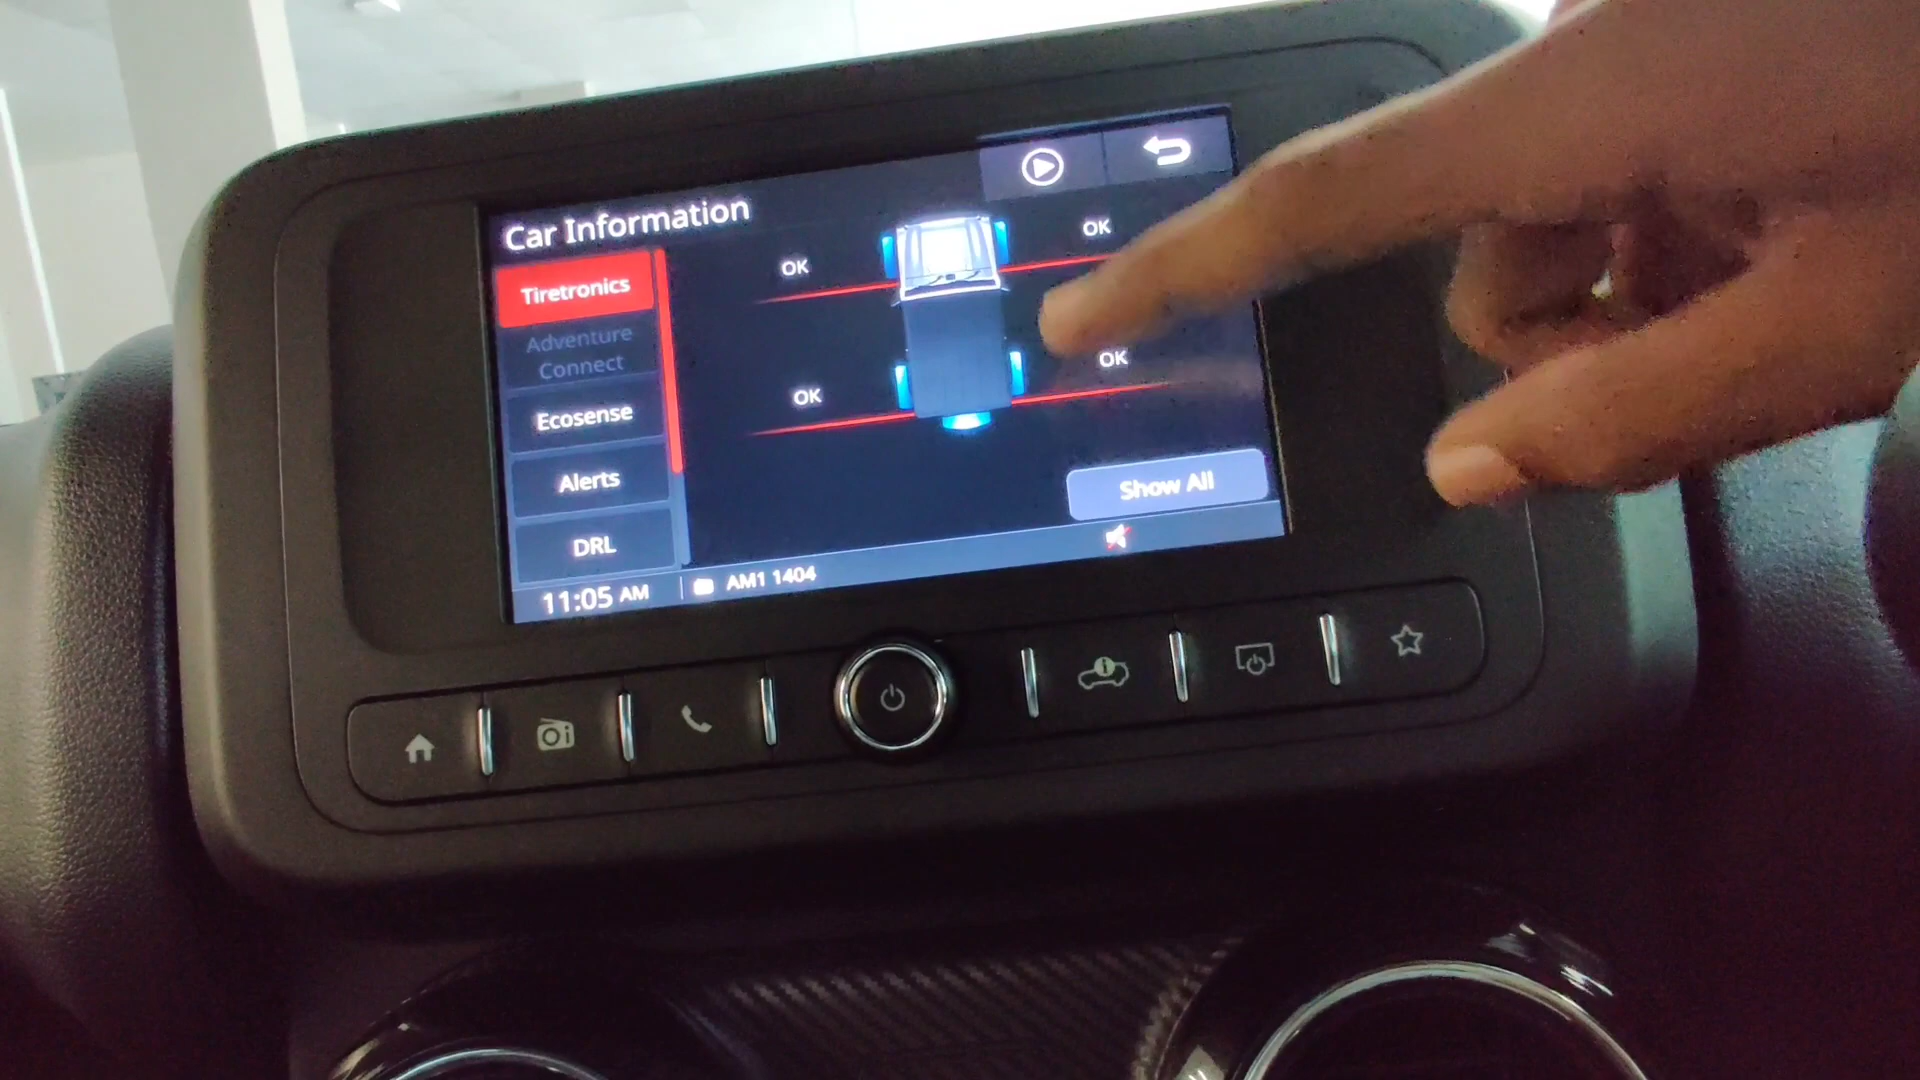 Car Information
Tiretronics
Adventure
Connect
Ecosense
Alerts
DRL
OK
OK
OK
OK
Show All
11:05 AM
AM1 1404